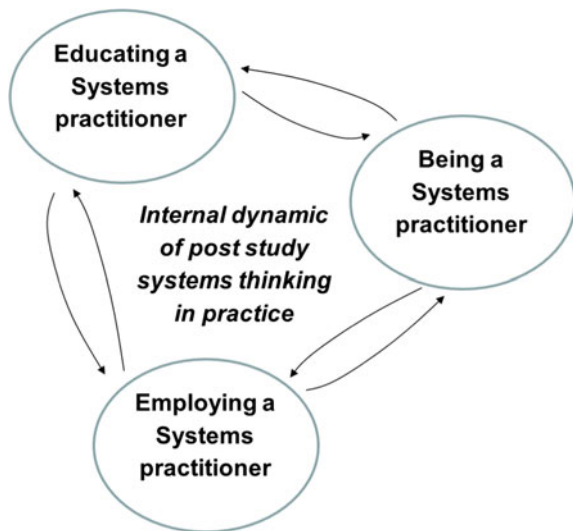 Educating a
Systems
practitioner
Being a
Systems
practitioner
Internal dynamic
of post study
systems thinking
in practice
Employing a
Systems
practitioner